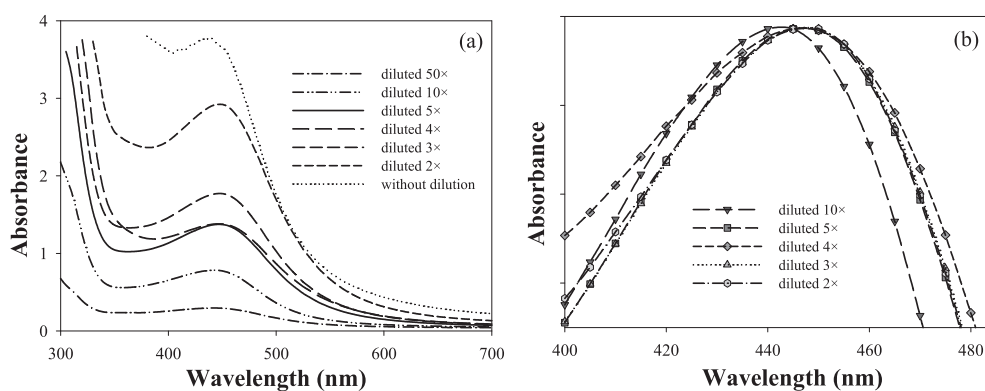 (a)
Absorbance
4
3
2
1
0
300
400
500
600
700
Wavelength (nm)
diluted 50×
diluted 10×
diluted 5×
diluted 4×
diluted 3×
diluted 2×
without dilution
(b)
Absorbance
400
420
440
460
480
Wavelength (nm)
diluted 10×
diluted 5×
diluted 4×
diluted 3×
diluted 2×